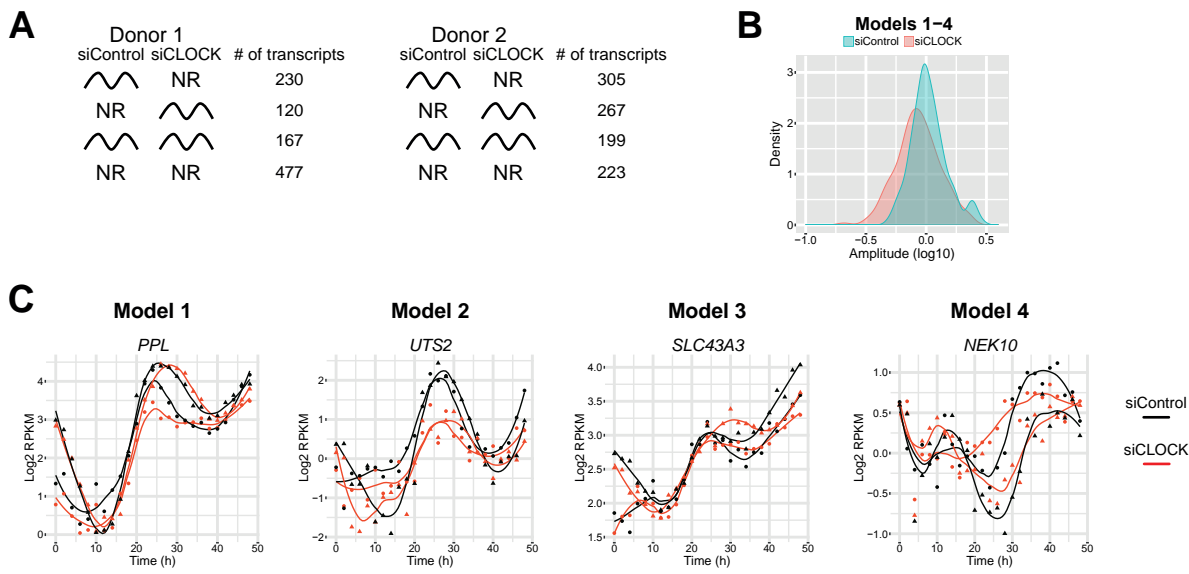 A
Donor 1
siControl siCLOCK # of transcripts
NR 230
NR 120
167
NR NR 477
Donor 2
siControl siCLOCK # of transcripts
NR 305
NR 267
199
NR NR 223
B
Models 1−4
siControl siCLOCK
Density
3
2
1
0
−1.0 −0.5 0.0 0.5
Amplitude (log10)
C
Model 1
PPL
Log2 RPKM
4
3
2
1
0
0 10 20 30 40 50
Time (h)
Model 2
UTS2
Log2 RPKM
2
1
0
−1
−2
0 10 20 30 40 50
Time (h)
Model 3
SLC43A3
Log2 RPKM
4.0
3.5
3.0
2.5
2.0
1.5
0 10 20 30 40 50
Time (h)
Model 4
NEK10
Log2 RPKM
1.0
0.5
0.0
−0.5
−1.0
0 10 20 30 40 50
Time (h)
siControl
siCLOCK